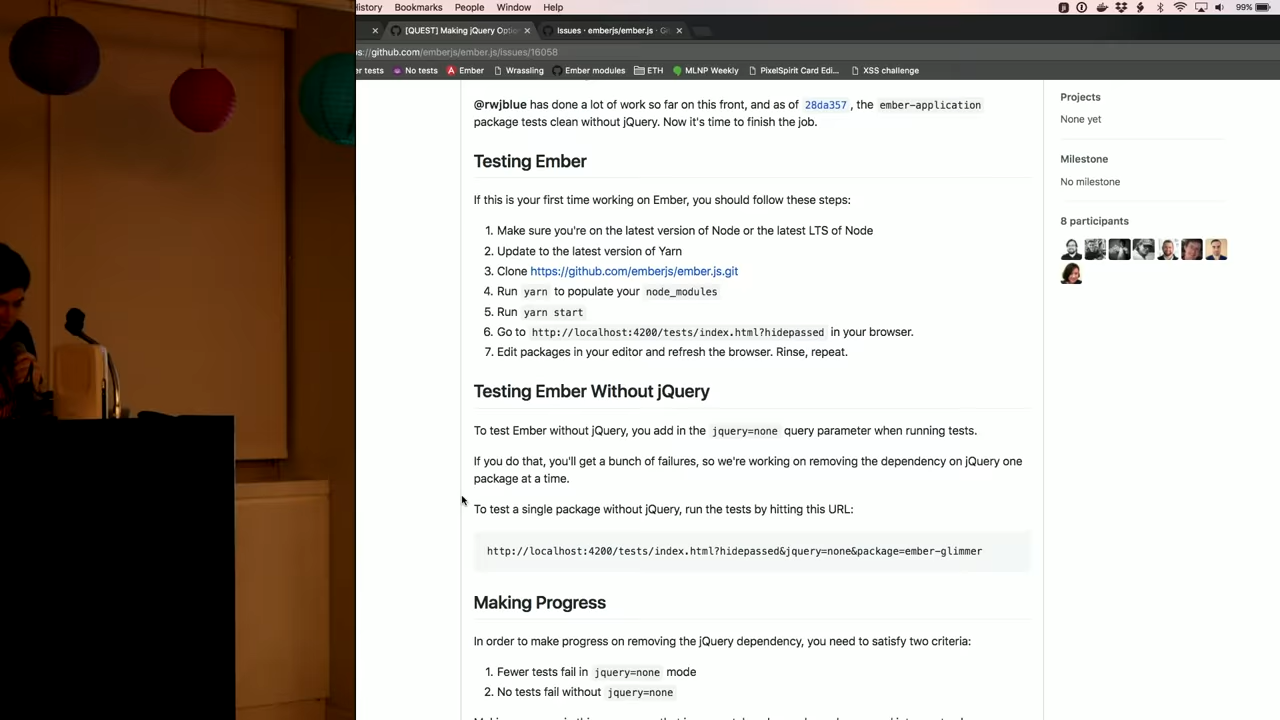 History Bookmarks People Window Help 99%
[QUEST] Making jQuery Optio Issues · emberjs/ember.js · G
s://github.com/emberjs/ember.js/issues/16058
er tests No tests Ember Wrassling Ember modules ETH MLNP Weekly PixelSpirit Card Edi... XSS challenge
@rwjblue has done a lot of work so far on this front, and as of 28da357, the ember-application
package tests clean without jQuery. Now it's time to finish the job.
Testing Ember
If this is your first time working on Ember, you should follow these steps:
1. Make sure you're on the latest version of Node or the latest LTS of Node
2. Update to the latest version of Yarn
3. Clone https://github.com/emberjs/ember.js.git
4. Run yarn to populate your node_modules
5. Run yarn start
6. Go to http://localhost:4200/tests/index.html?hidepassed in your browser.
7. Edit packages in your editor and refresh the browser. Rinse, repeat.
Testing Ember Without jQuery
To test Ember without jQuery, you add in the jquery=none query parameter when running tests.
If you do that, you'll get a bunch of failures, so we're working on removing the dependency on jQuery one
package at a time.
To test a single package without jQuery, run the tests by hitting this URL:
http://localhost:4200/tests/index.html?hidepassed&jquery=none&package=ember-glimmer
Making Progress
In order to make progress on removing the jQuery dependency, you need to satisfy two criteria:
1. Fewer tests fail in jquery=none mode
2. No tests fail without jquery=none
Projects
None yet
Milestone
No milestone
8 participants